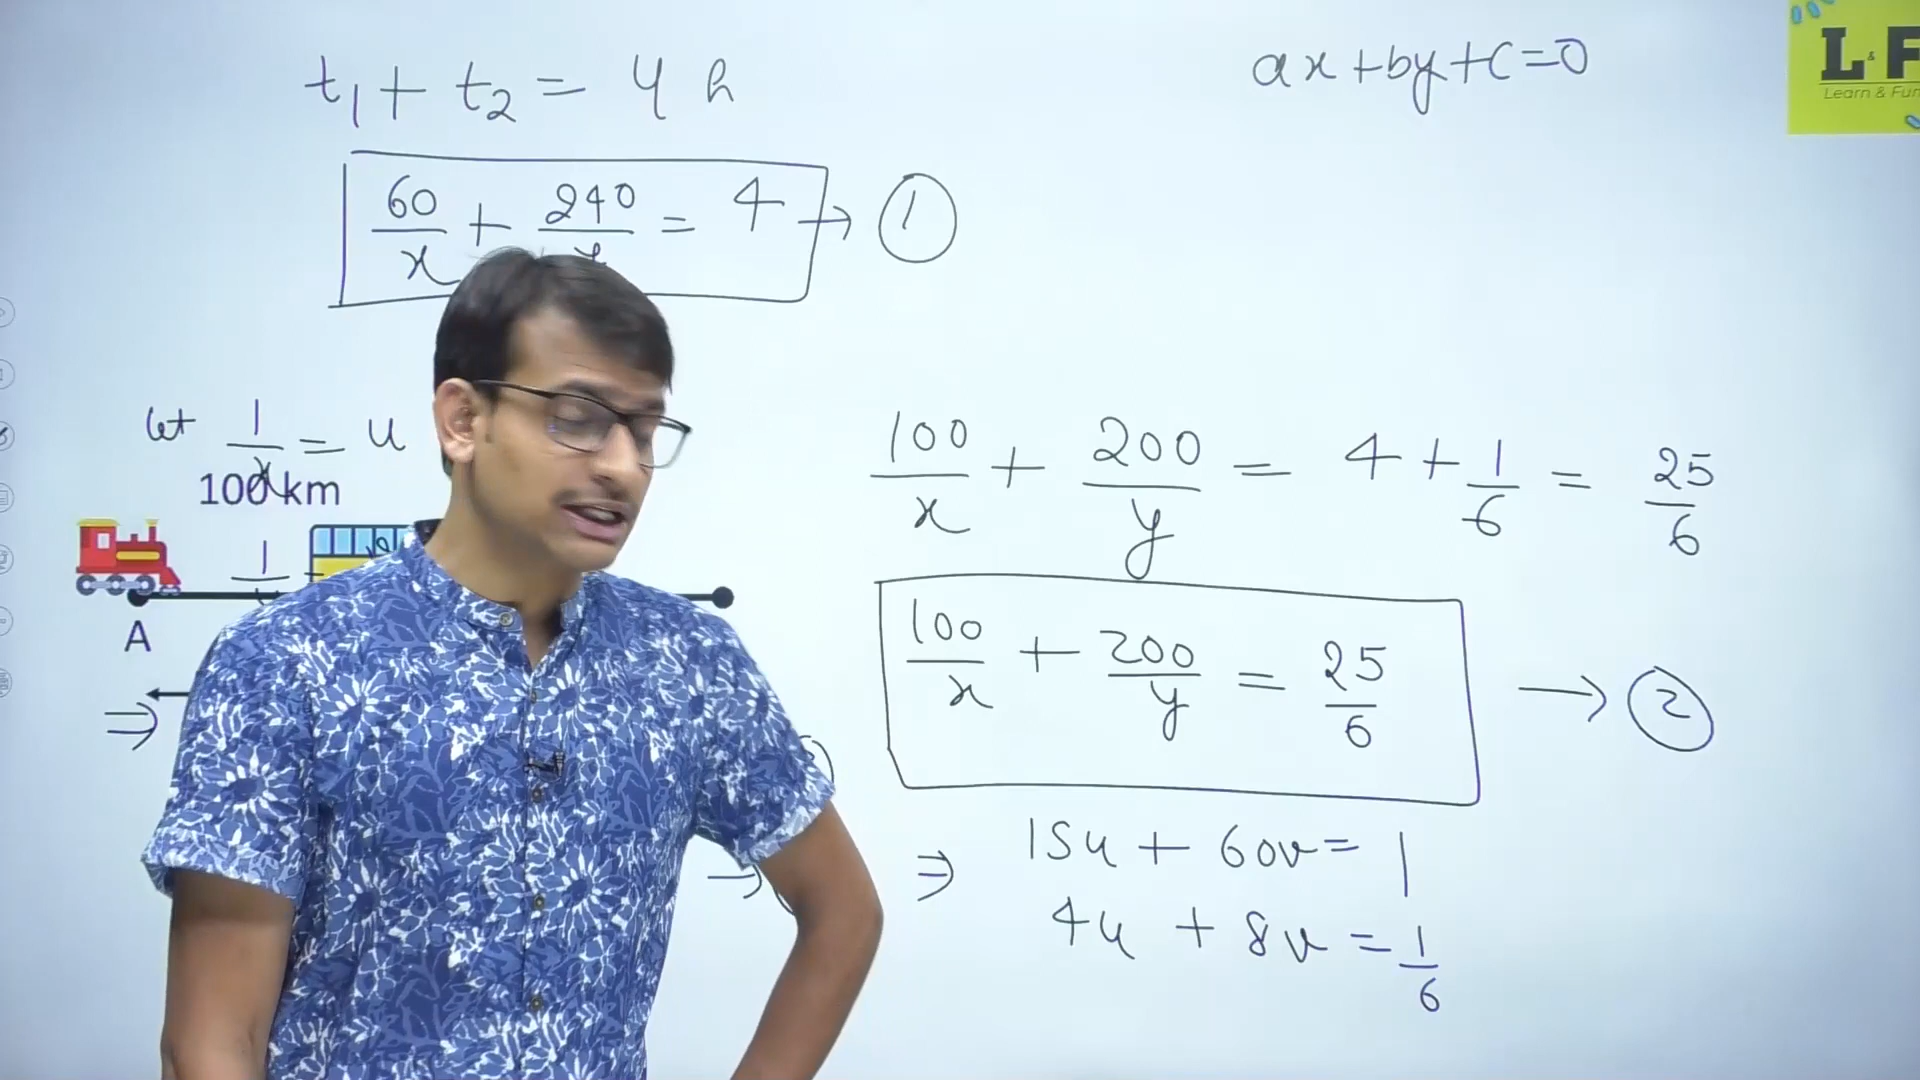 t₁ + t₂ = 4 h
ax + by + c = 0
L&F
Learn & Fun
60/x + 240/y = 4 → ①
let 1/x = u
100 km
A
100/x + 200/y = 4 + 1/6 = 25/6
100/x + 200/y = 25/6 → ②
⇒ 15u + 60v = 1
4u + 8v = 1/6